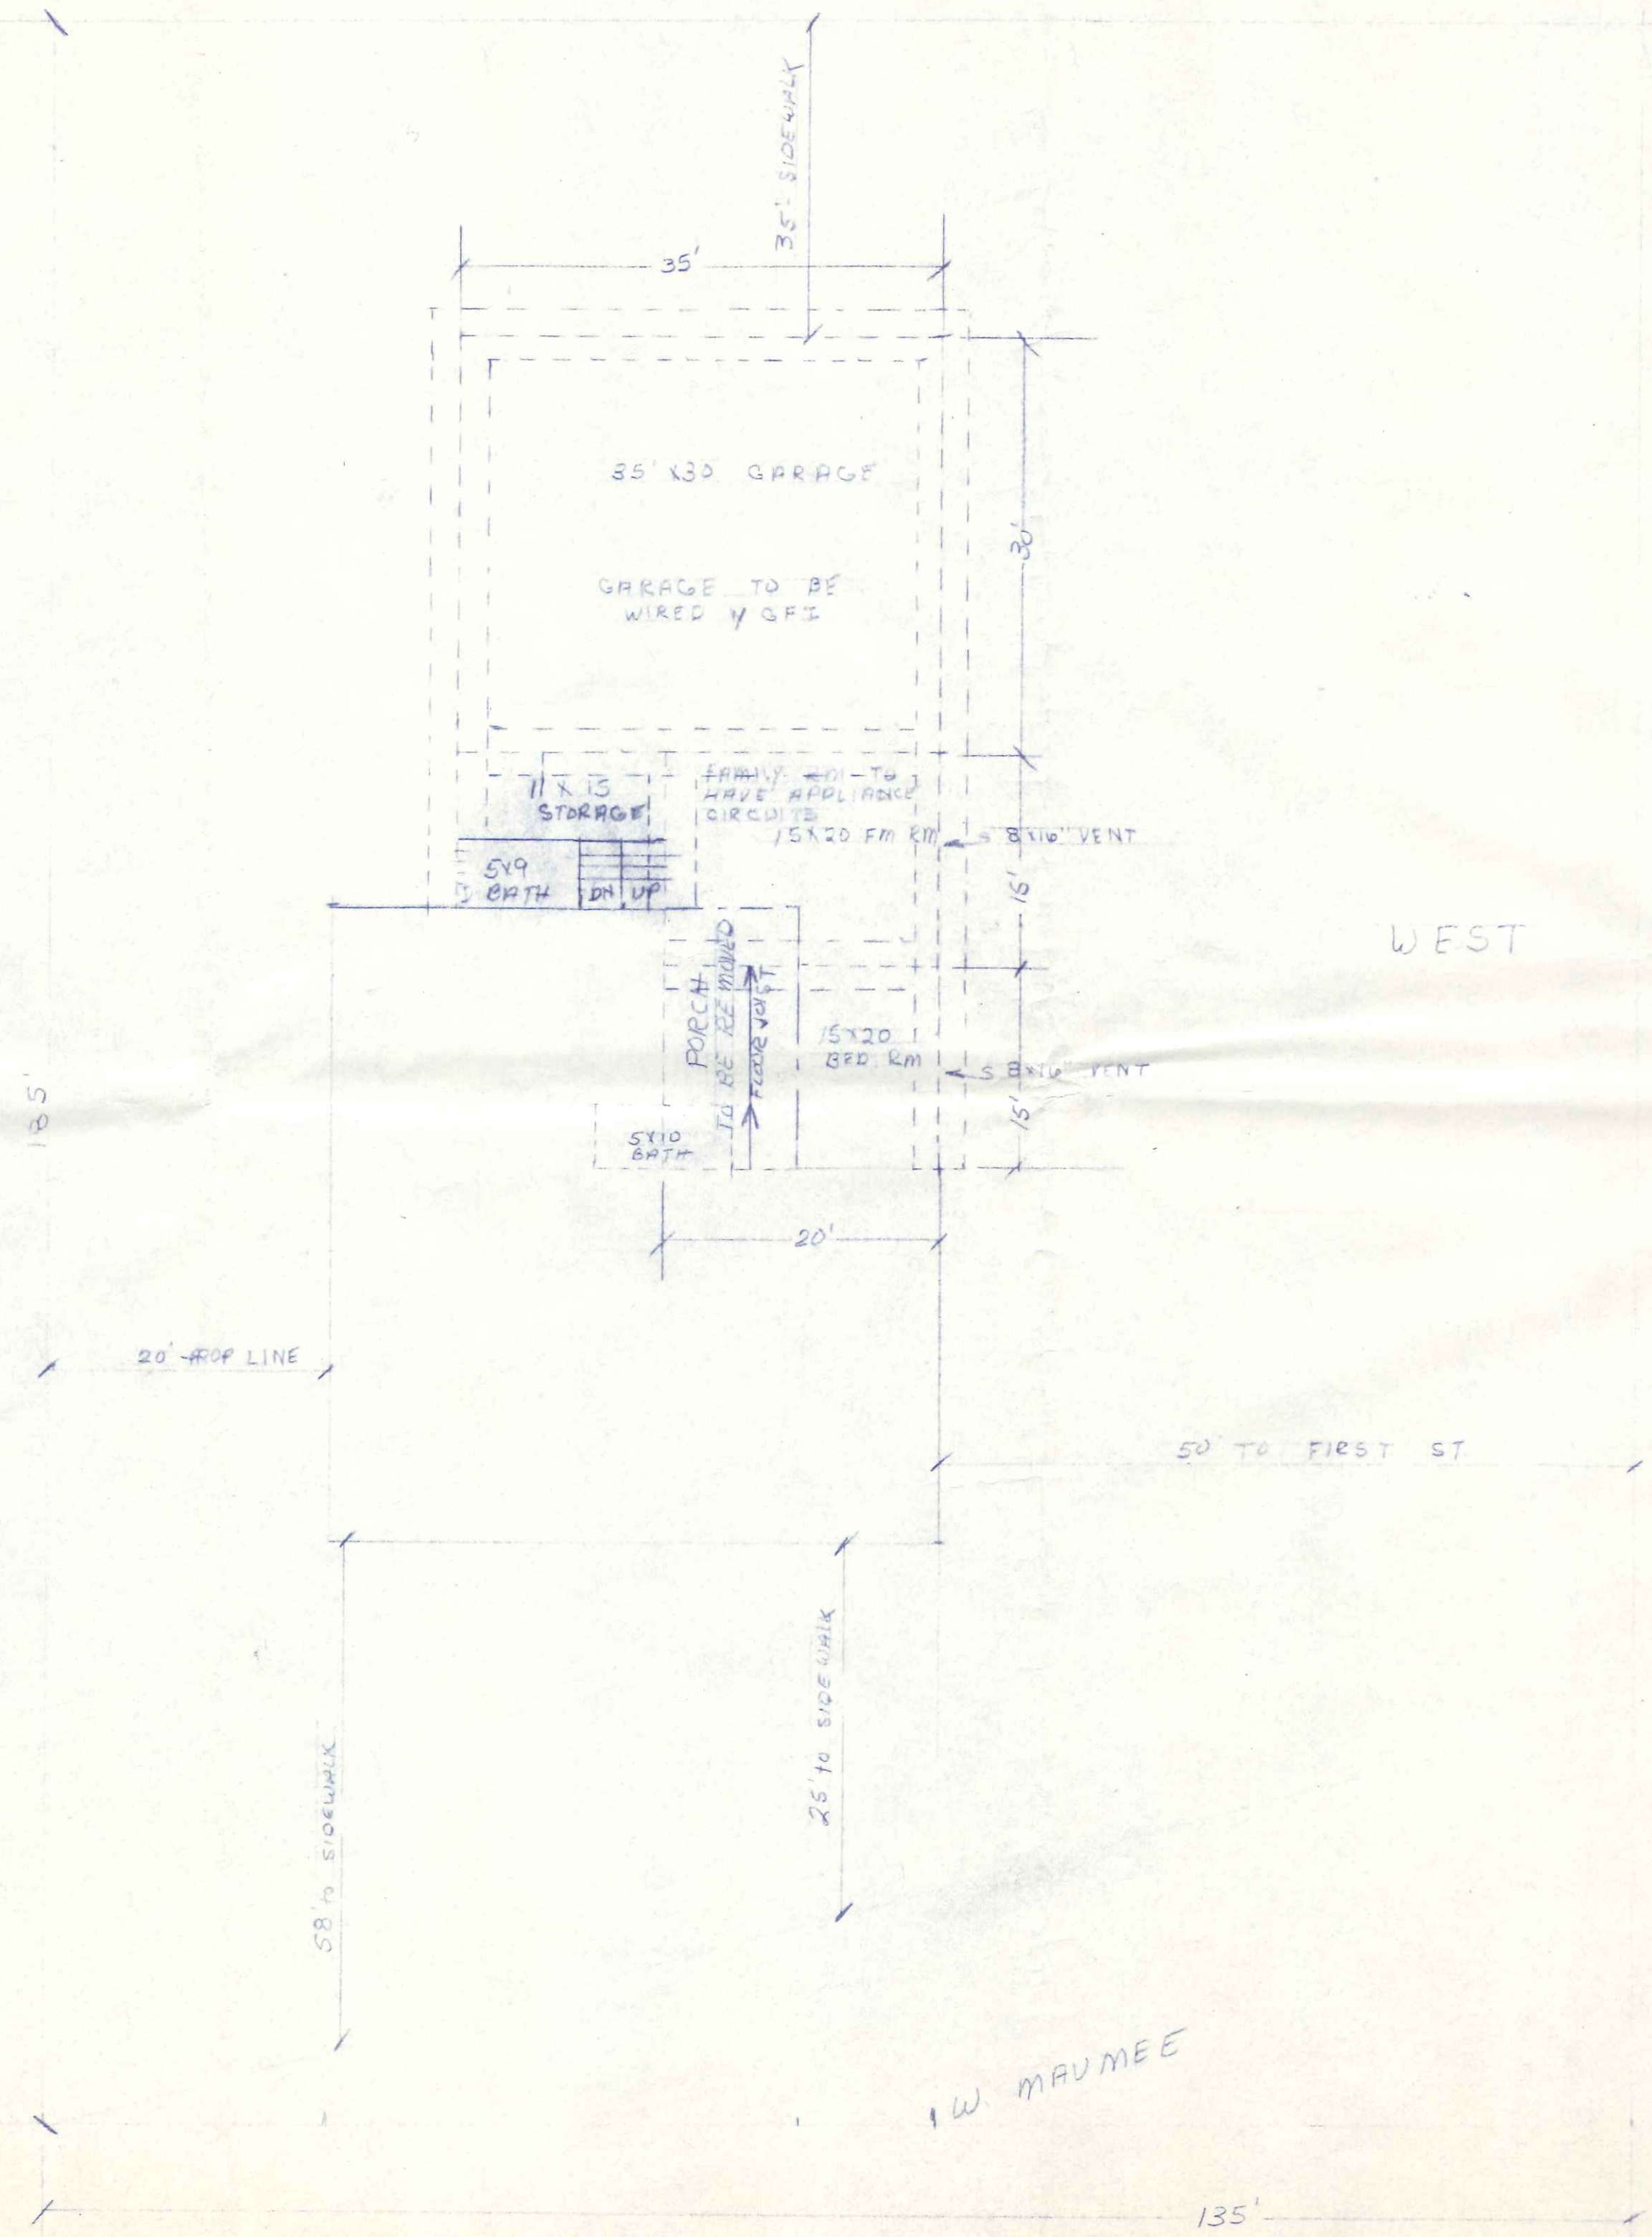 35' SIDEWALK
35'
35' X30 GARAGE
30'
GARAGE TO BE
WIRED W/ GFI
11 X 15
STORAGE
FAMILY RM TO
HAVE APPLIANCE
CIRCUITS
15X20 FM RM
8X16" VENT
5X9
BATH
DN
UP
15'
WEST
PORCH
TO BE REMOVED
FLOOR JOIST
15X20
BED RM
8X16" VENT
15'
5X10
BATH
185'
20'
20' PROP LINE
50' TO FIRST ST
58' to SIDEWALK
25' to SIDEWALK
W. MAUMEE
135'